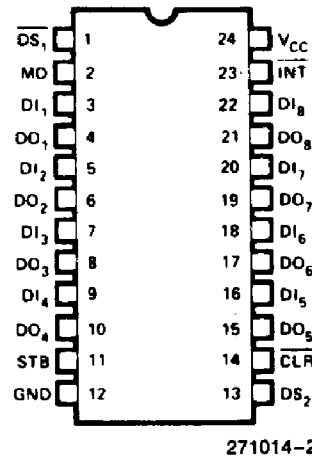 DS₁ 1 24 VCC
MD 2 23 INT
DI₁ 3 22 DI₈
DO₁ 4 21 DO₈
DI₂ 5 20 DI₇
DO₂ 6 19 DO₇
DI₃ 7 18 DI₆
DO₃ 8 17 DO₆
DI₄ 9 16 DI₅
DO₄ 10 15 DO₅
STB 11 14 CLR
GND 12 13 DS₂
271014–2